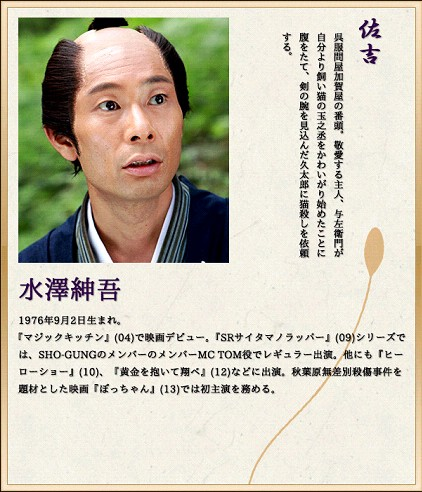 佐吉
呉服問屋加賀屋の番頭。敬愛する主人、与左衛門が
自分より飼い猫の玉之丞をかわいがり始めたことに
腹をたて、剣の腕を見込んだ久太郎に猫殺しを依頼
する。
水澤紳吾
1976年9月2日生まれ。
『マジックキッチン』(04)で映画デビュー。『SRサイタマノラッパー』(09)シリーズで
は、SHO-GUNのメンバーのメンバーMC TOM役でレギュラー出演。他にも『ヒー
ローショー』(10)、『黄金を抱いて翔べ』(12)などに出演。秋葉原無差別殺傷事件を
題材とした映画『ぼっちゃん』(13)では初主演を務める。